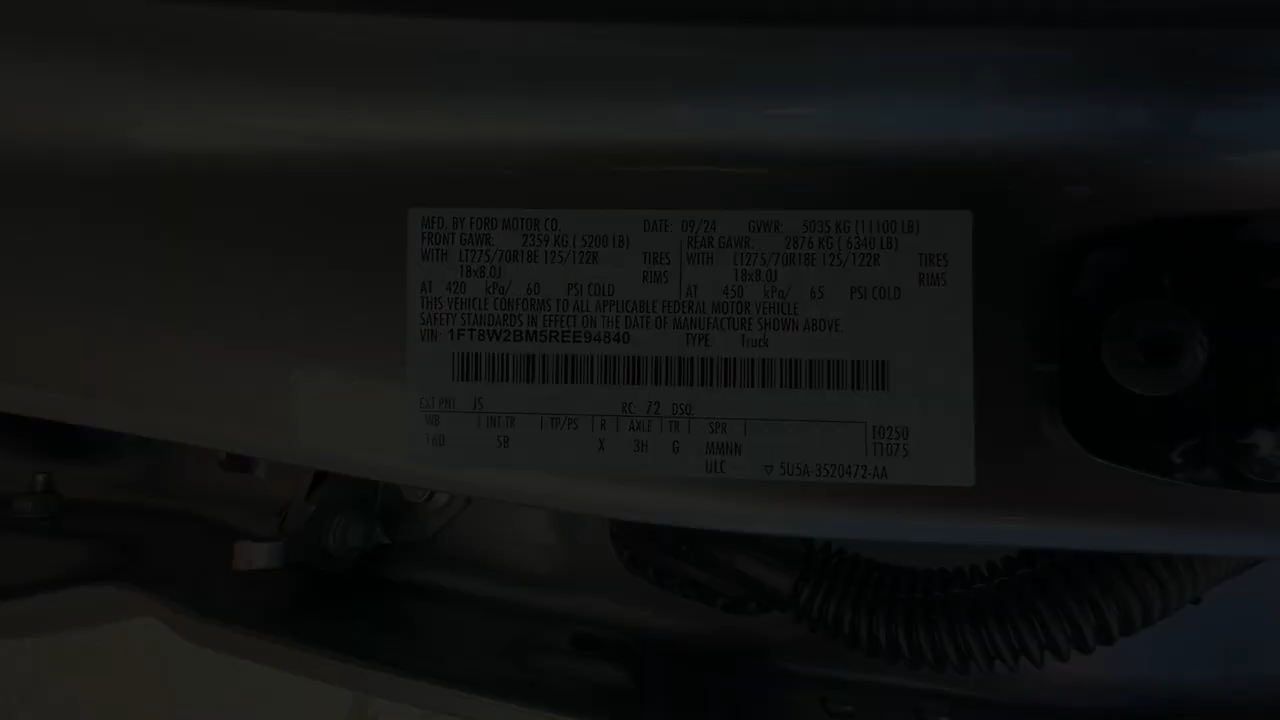 MFD. BY FORD MOTOR CO. DATE: 09/24 GVWR: 5035 KG (11100 LB)
FRONT GAWR: 2359 KG ( 5200 LB) REAR GAWR: 2876 KG ( 6340 LB)
WITH LT275/70R18E 125/122R TIRES WITH LT275/70R18E 125/122R TIRES
18x8.0J RIMS 18x8.0J RIMS
AT 420 kPa/ 60 PSI COLD AT 450 kPa/ 65 PSI COLD
THIS VEHICLE CONFORMS TO ALL APPLICABLE FEDERAL MOTOR VEHICLE
SAFETY STANDARDS IN EFFECT ON THE DATE OF MANUFACTURE SHOWN ABOVE.
VIN: 1FT8W2BM5REE94840 TYPE: Truck
EXT PNT: JS RC: 72 DSO:
WB INT TR TP/PS R AXLE TR SPR T0250
160 SB X 3H G MMNN T1075
ULC ▽ 5U5A-3520472-AA